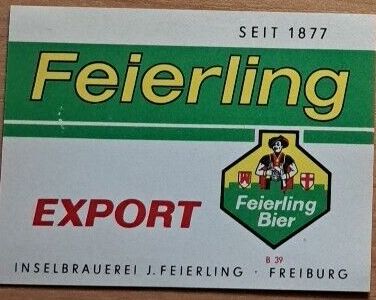 SEIT 1877
Feierling
EXPORT
Feierling
Bier
B 39
INSELBRAUEREI J. FEIERLING · FREIBURG